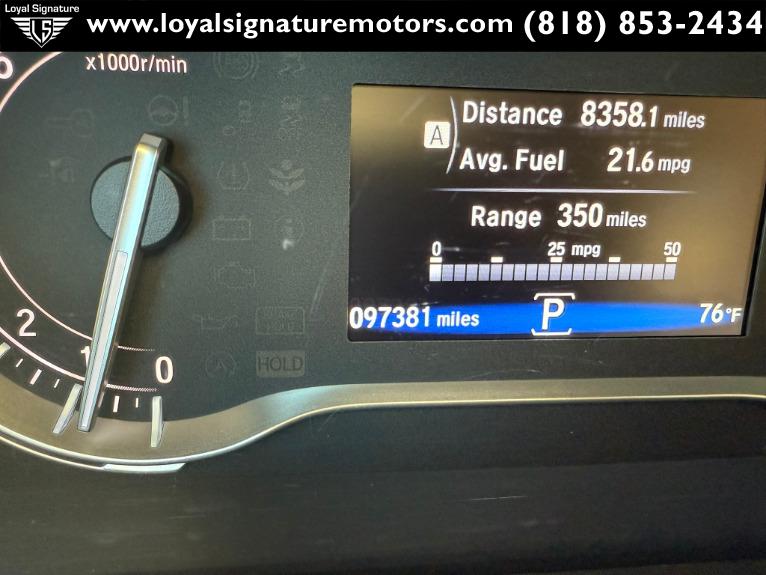 Loyal Signature
LS
www.loyalsignaturemotors.com (818) 853-2434
x1000r/min
A
Distance 8358.1 miles
Avg. Fuel 21.6 mpg
Range 350 miles
0 25 mpg 50
097381 miles P 76°F
2 1 0
HOLD